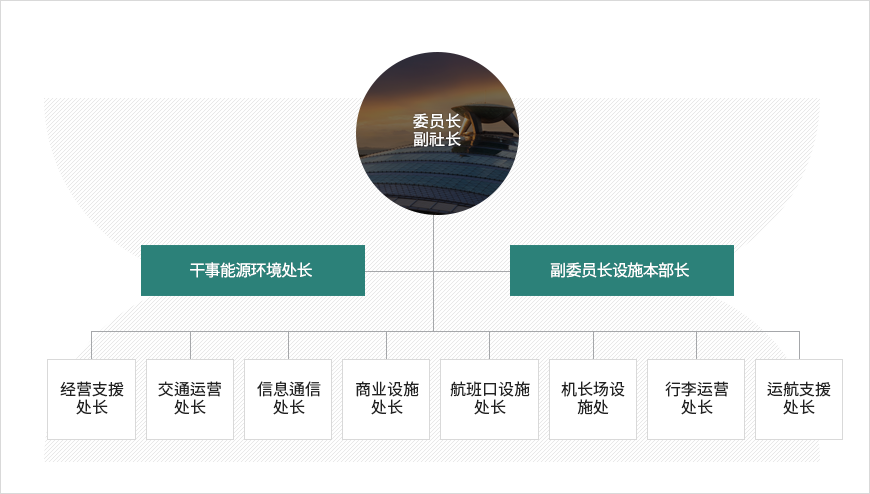 委员长
副社长
干事能源环境处长
副委员长设施本部长
经营支援
处长
交通运营
处长
信息通信
处长
商业设施
处长
航班口设施
处长
机长场设
施处
行李运营
处长
运航支援
处长